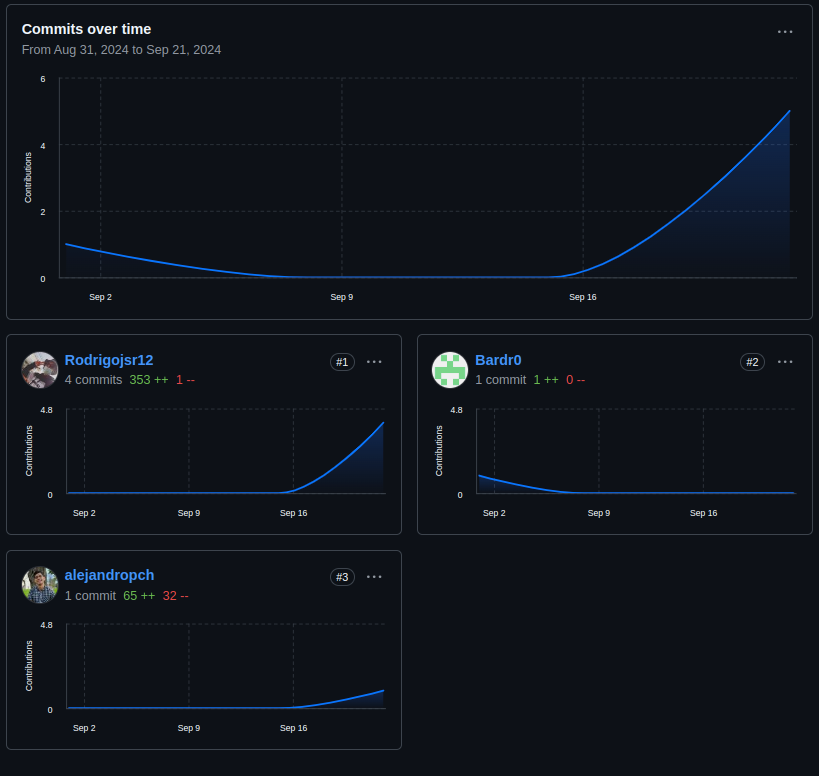 Commits over time
From Aug 31, 2024 to Sep 21, 2024
6
4
2
0
Contributions
Sep 2 Sep 9 Sep 16
Rodrigojsr12 #1
4 commits 353 ++ 1 --
4.8
0
Contributions
Sep 2 Sep 9 Sep 16
Bardr0 #2
1 commit 1 ++ 0 --
4.8
0
Contributions
Sep 2 Sep 9 Sep 16
alejandropch #3
1 commit 65 ++ 32 --
4.8
0
Contributions
Sep 2 Sep 9 Sep 16